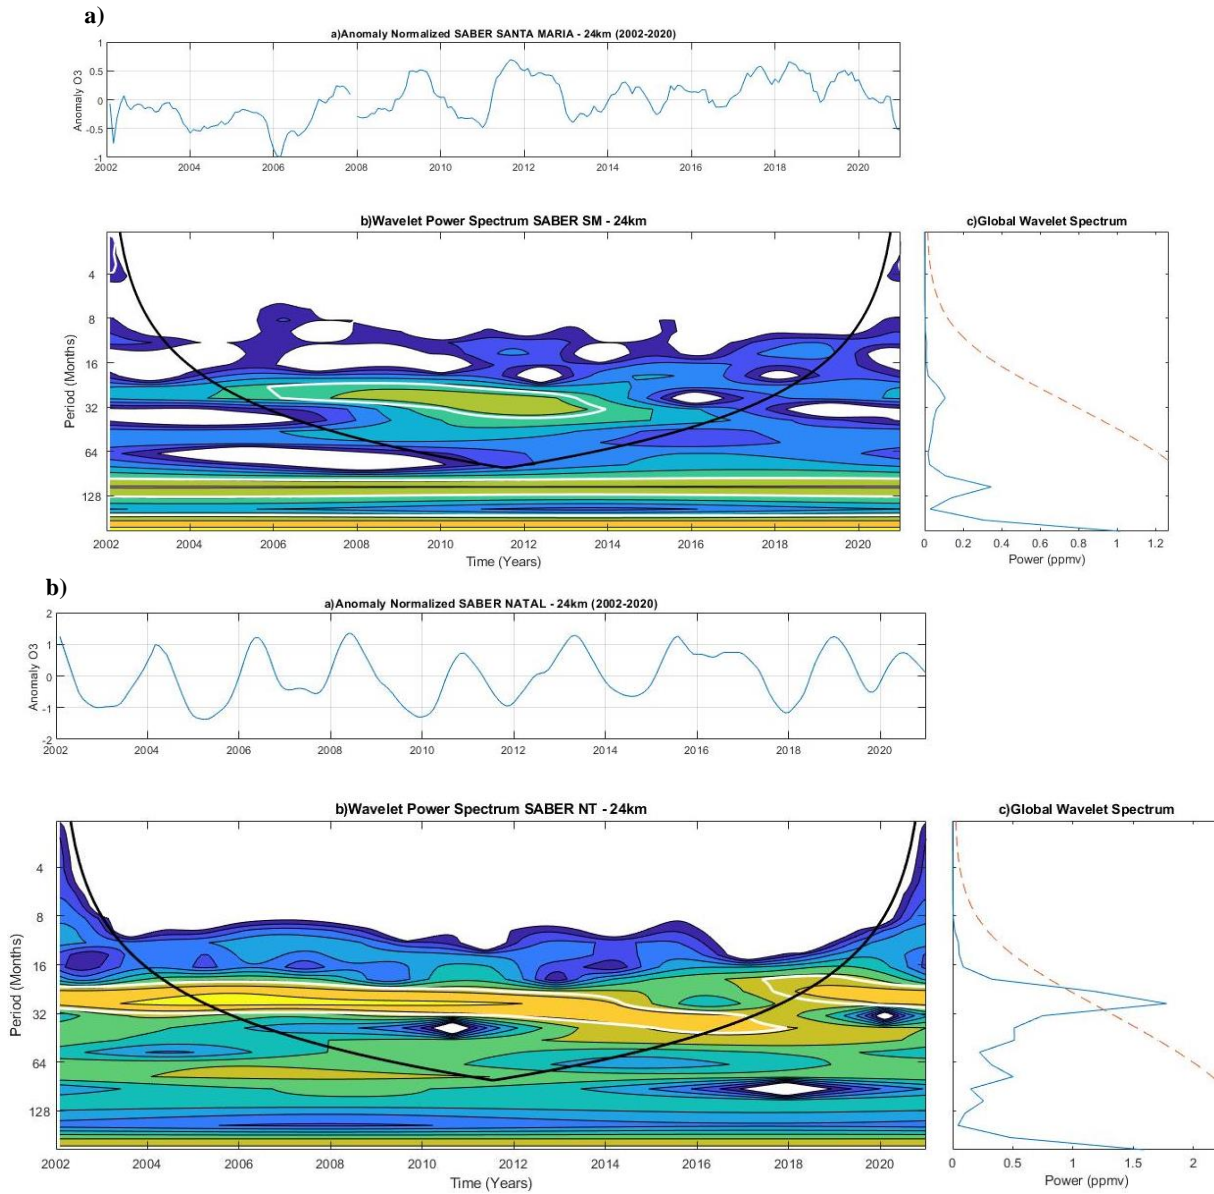 a)
a)Anomaly Normalized SABER SANTA MARIA - 24km (2002-2020)
Anomaly O3
1
0.5
0
-0.5
-1
2002 2004 2006 2008 2010 2012 2014 2016 2018 2020
b)Wavelet Power Spectrum SABER SM - 24km
c)Global Wavelet Spectrum
Period (Months)
4
8
16
32
64
128
2002 2004 2006 2008 2010 2012 2014 2016 2018 2020
Time (Years)
0 0.2 0.4 0.6 0.8 1 1.2
Power (ppmv)
b)
a)Anomaly Normalized SABER NATAL - 24km (2002-2020)
Anomaly O3
2
1
0
-1
-2
2002 2004 2006 2008 2010 2012 2014 2016 2018 2020
b)Wavelet Power Spectrum SABER NT - 24km
c)Global Wavelet Spectrum
Period (Months)
4
8
16
32
64
128
2002 2004 2006 2008 2010 2012 2014 2016 2018 2020
Time (Years)
0 0.5 1 1.5 2
Power (ppmv)